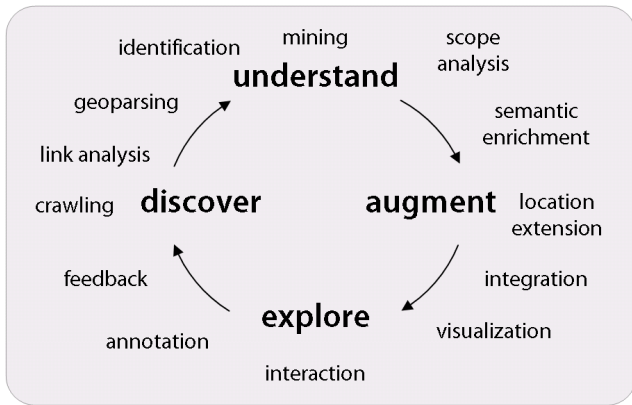 mining
identification
scope
analysis
understand
geoparsing
semantic
enrichment
link analysis
crawling
discover
augment
location
extension
feedback
integration
explore
visualization
annotation
interaction